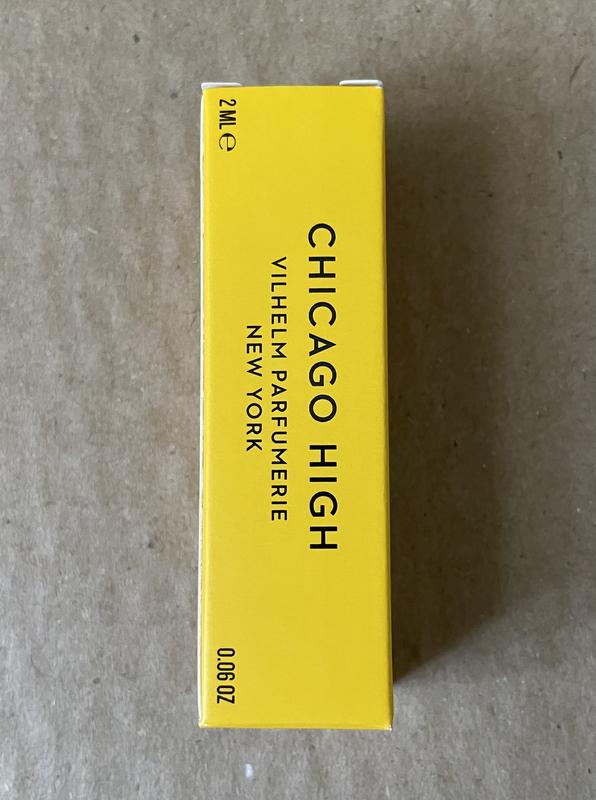 CHICAGO HIGH
VILHELM PARFUMERIE
NEW YORK
2 ML ℮
0.06 OZ